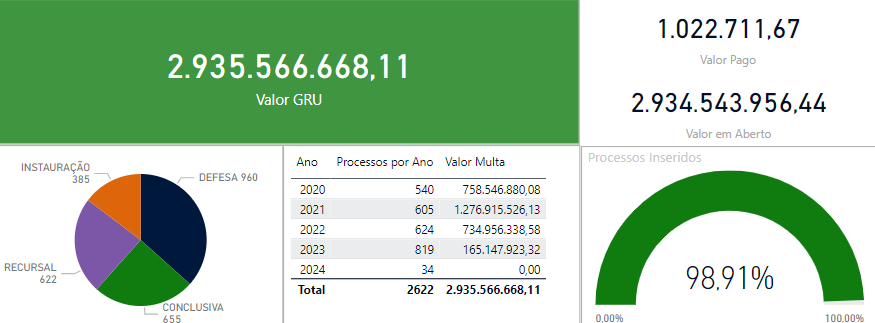 2.935.566.668,11
Valor GRU
1.022.711,67
Valor Pago
2.934.543.956,44
Valor em Aberto
INSTAURAÇÃO
385
DEFESA 960
RECURSAL
622
CONCLUSIVA
655
Ano Processos por Ano Valor Multa
2020 540 758.546.880,08
2021 605 1.276.915.526,13
2022 624 734.956.338,58
2023 819 165.147.923,32
2024 34 0,00
Total 2622 2.935.566.668,11
Processos Inseridos
98,91%
0,00% 100,00%